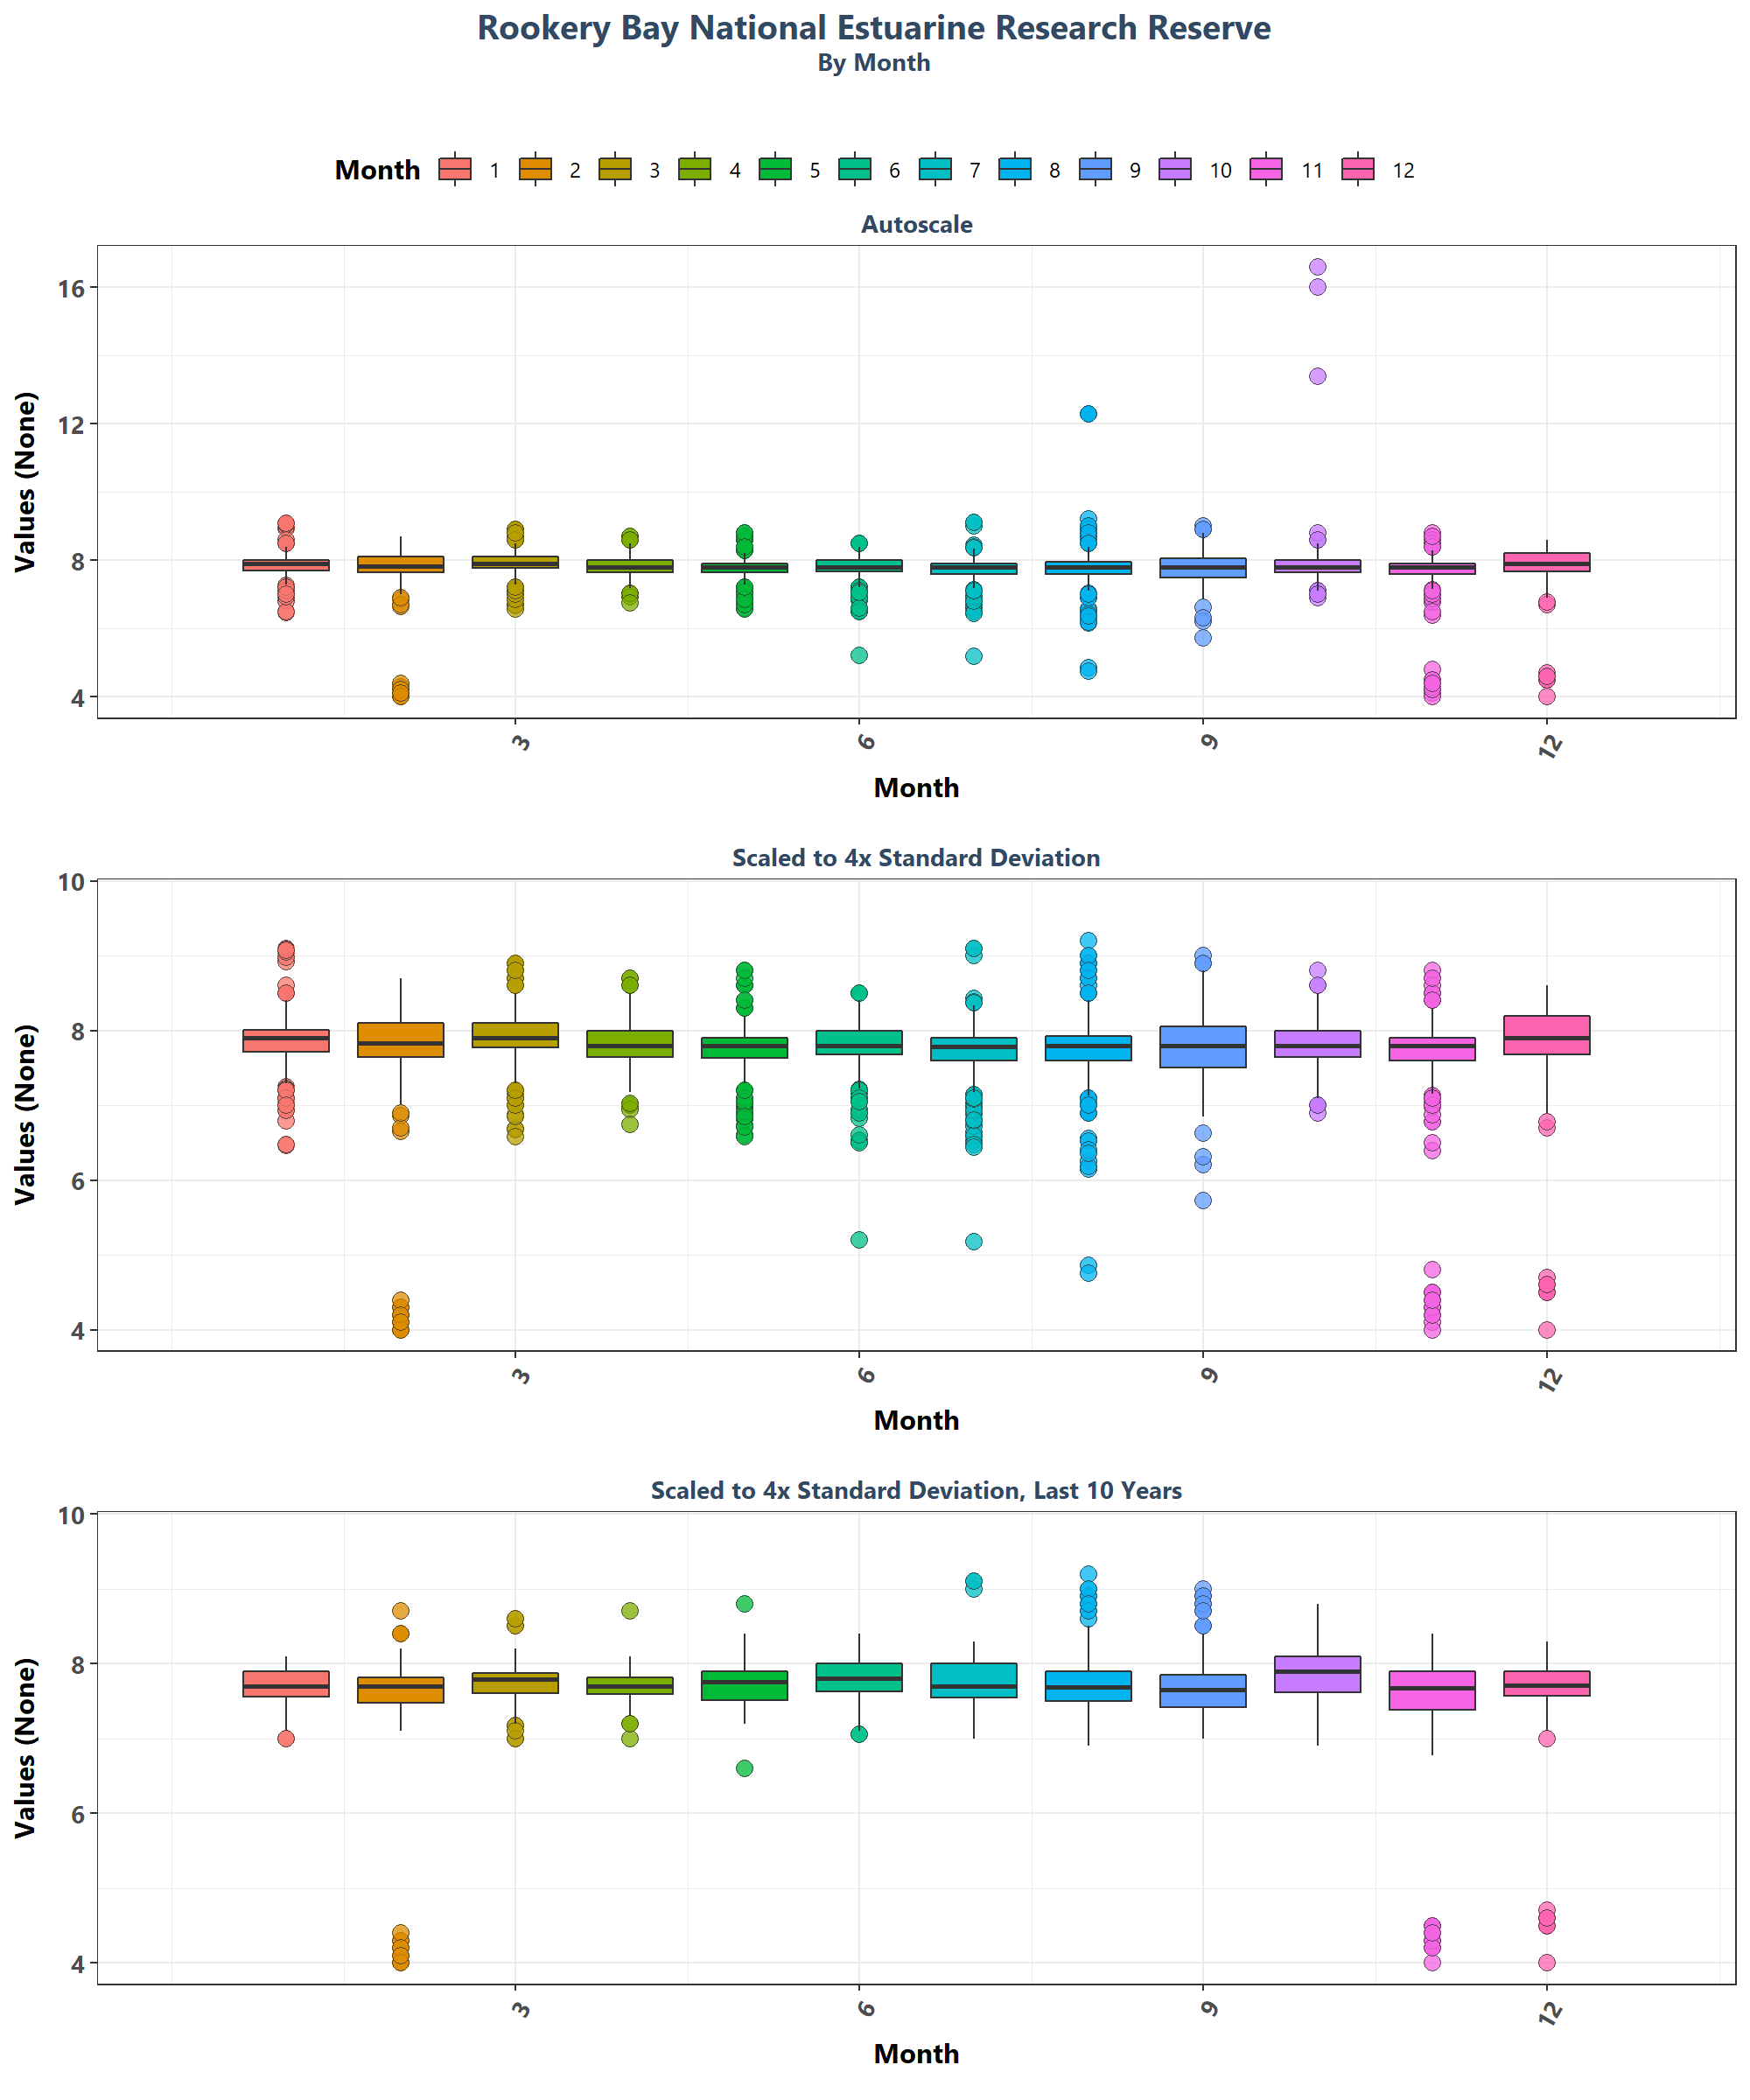 Rookery Bay National Estuarine Research Reserve
By Month
Month 1 2 3 4 5 6 7 8 9 10 11 12
Autoscale
Values (None)
16
12
8
4
3 6 9 12
Month
Scaled to 4x Standard Deviation
Values (None)
10
8
6
4
3 6 9 12
Month
Scaled to 4x Standard Deviation, Last 10 Years
Values (None)
10
8
6
4
3 6 9 12
Month